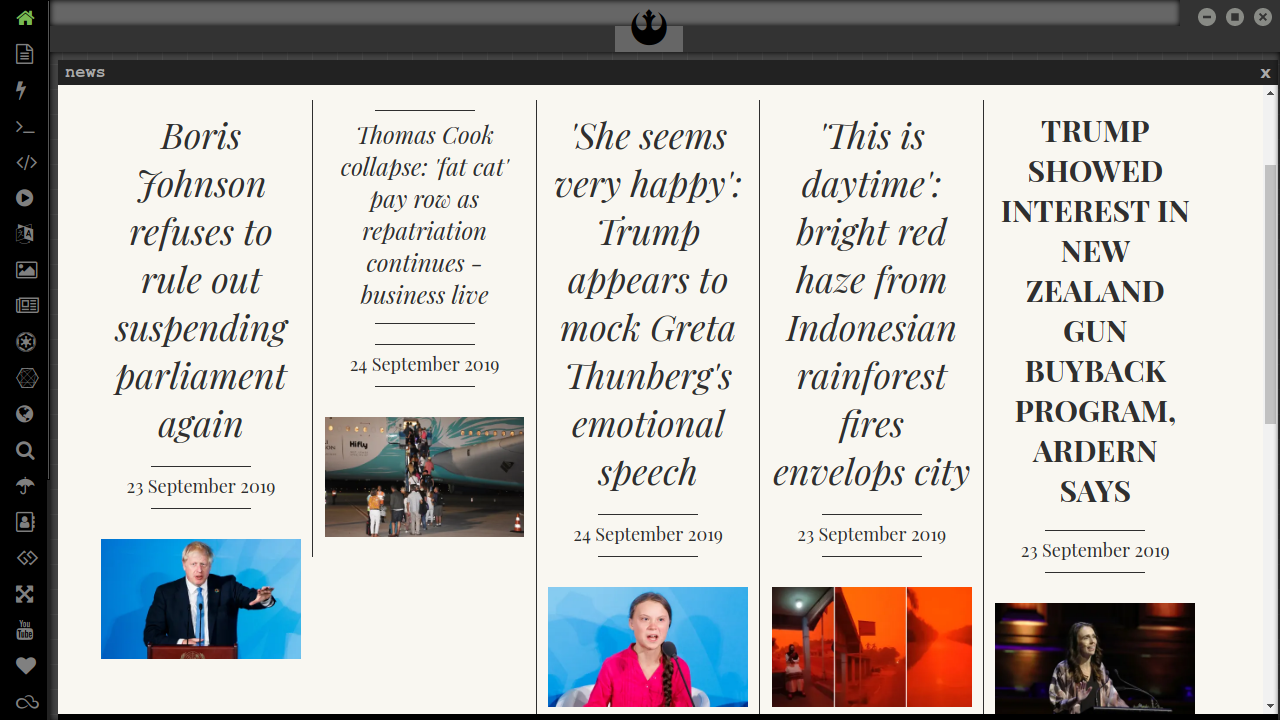 news
x
Boris
Johnson
refuses to
rule out
suspending
parliament
again
23 September 2019
Thomas Cook
collapse: 'fat cat'
pay row as
repatriation
continues -
business live
24 September 2019
Hifly
'She seems
very happy':
Trump
appears to
mock Greta
Thunberg's
emotional
speech
24 September 2019
'This is
daytime':
bright red
haze from
Indonesian
rainforest
fires
envelops city
23 September 2019
TRUMP
SHOWED
INTEREST IN
NEW
ZEALAND
GUN
BUYBACK
PROGRAM,
ARDERN
SAYS
23 September 2019
You
Tube